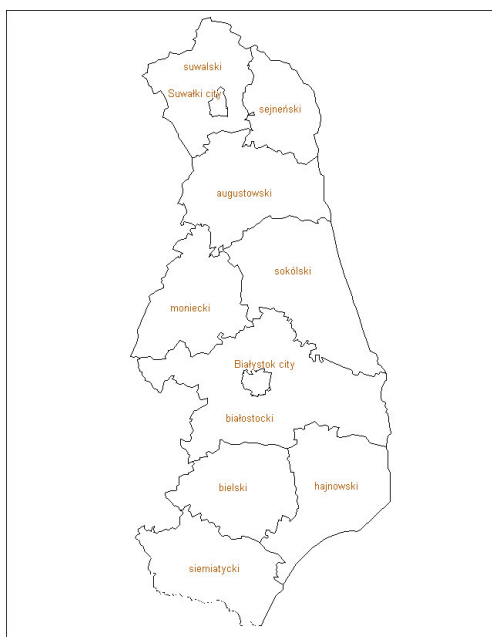 suwalski
Suwałki city
sejneński
augustowski
sokólski
moniecki
Białystok city
białostocki
bielski
hajnowski
siemiatycki